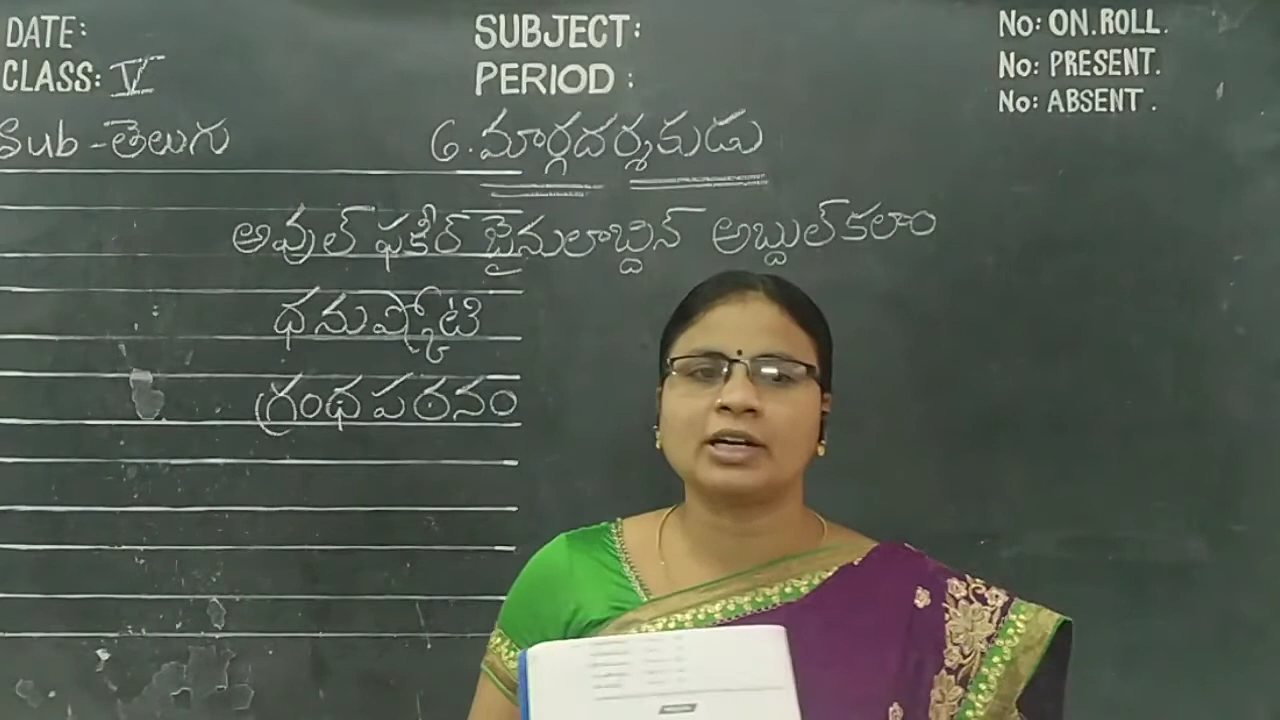 DATE:
CLASS: V
SUBJECT:
PERIOD:
No: ON.ROLL.
No: PRESENT.
No: ABSENT.
Sub - తెలుగు
6. మార్గదర్శకుడు
అవుల్ ఫకీర్ జైనులాబ్దిన్ అబ్దుల్ కలాం
ధనుష్కోటి
గ్రంథ పఠనం